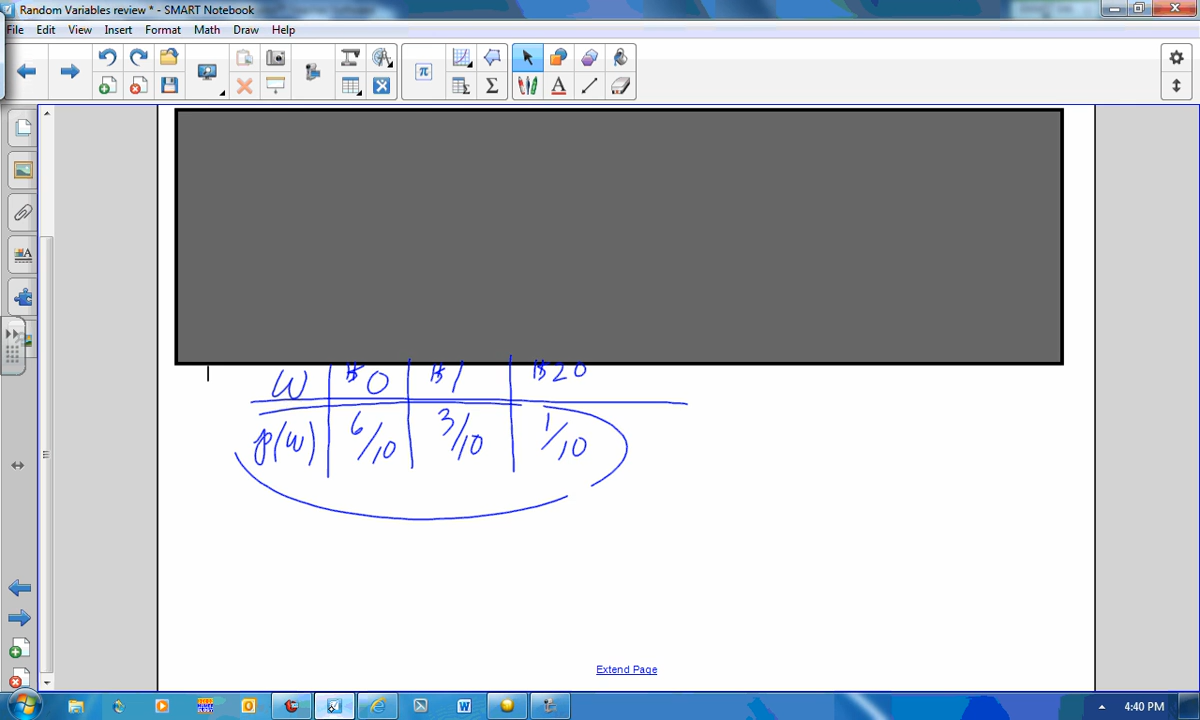 Random Variables review * - SMART Notebook
File Edit View Insert Format Math Draw Help
W $0 $1 $20
p(w) 6/10 3/10 1/10
Extend Page
4:40 PM